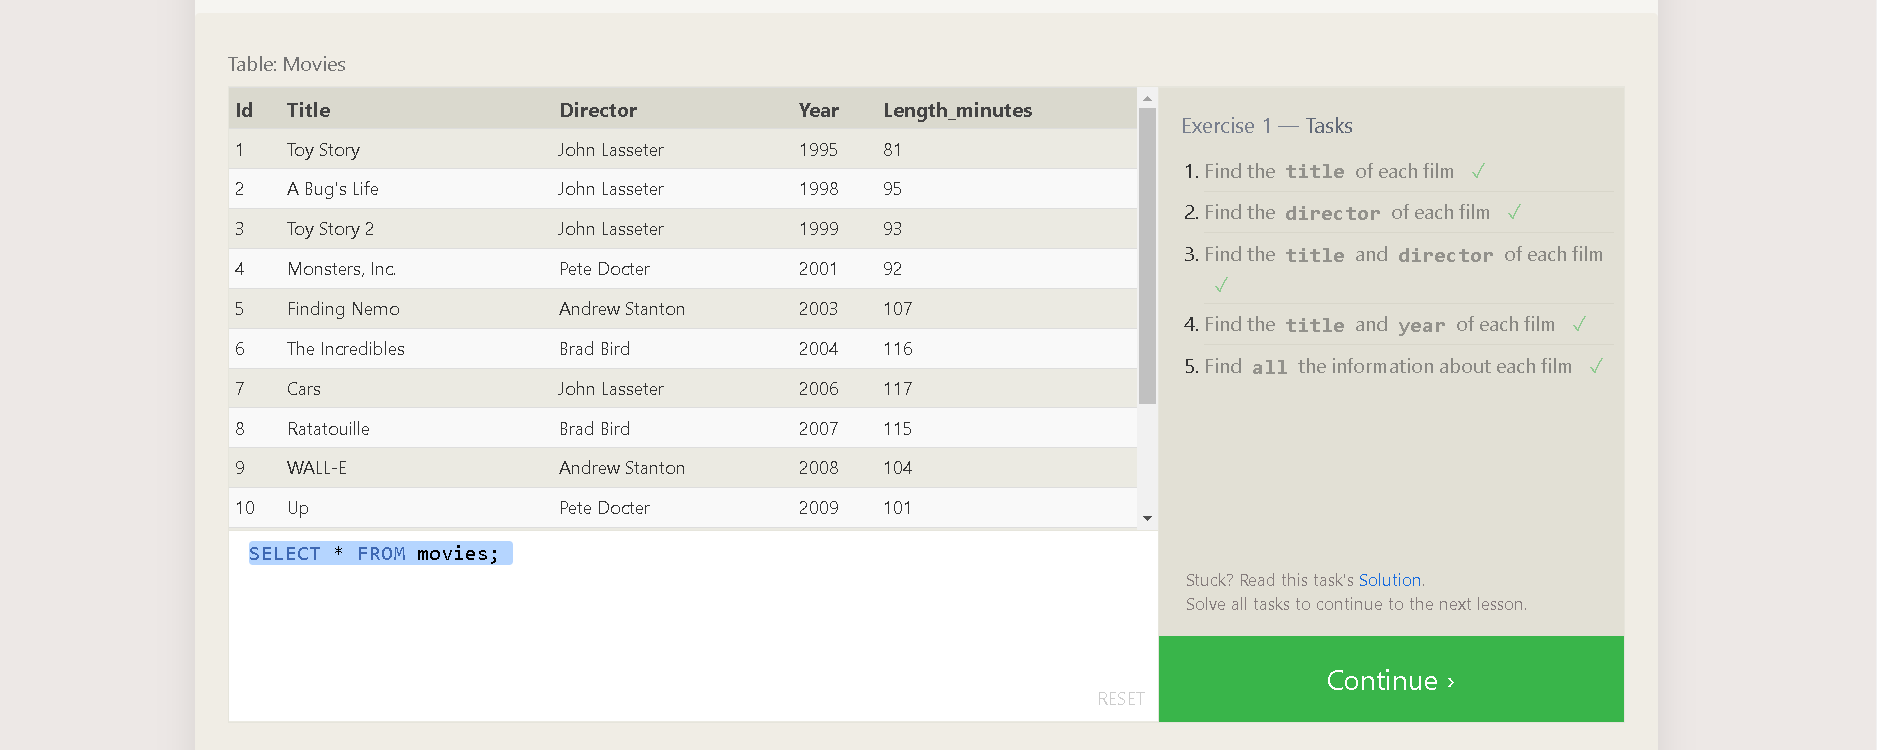 Table: Movies
Id Title Director Year Length_minutes
1 Toy Story John Lasseter 1995 81
2 A Bug's Life John Lasseter 1998 95
3 Toy Story 2 John Lasseter 1999 93
4 Monsters, Inc. Pete Docter 2001 92
5 Finding Nemo Andrew Stanton 2003 107
6 The Incredibles Brad Bird 2004 116
7 Cars John Lasseter 2006 117
8 Ratatouille Brad Bird 2007 115
9 WALL-E Andrew Stanton 2008 104
10 Up Pete Docter 2009 101
SELECT * FROM movies;
RESET
Exercise 1 — Tasks
1. Find the title of each film ✓
2. Find the director of each film ✓
3. Find the title and director of each film
✓
4. Find the title and year of each film ✓
5. Find all the information about each film ✓
Stuck? Read this task's Solution.
Solve all tasks to continue to the next lesson.
Continue ›